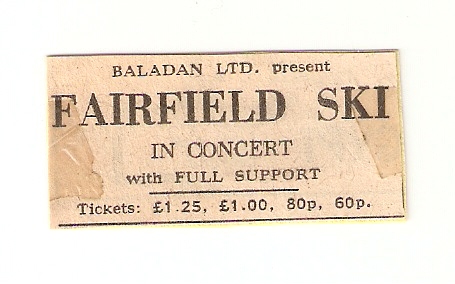 BALADAN LTD. present
FAIRFIELD SKI
IN CONCERT
with FULL SUPPORT
Tickets: £1.25, £1.00, 80p, 60p.